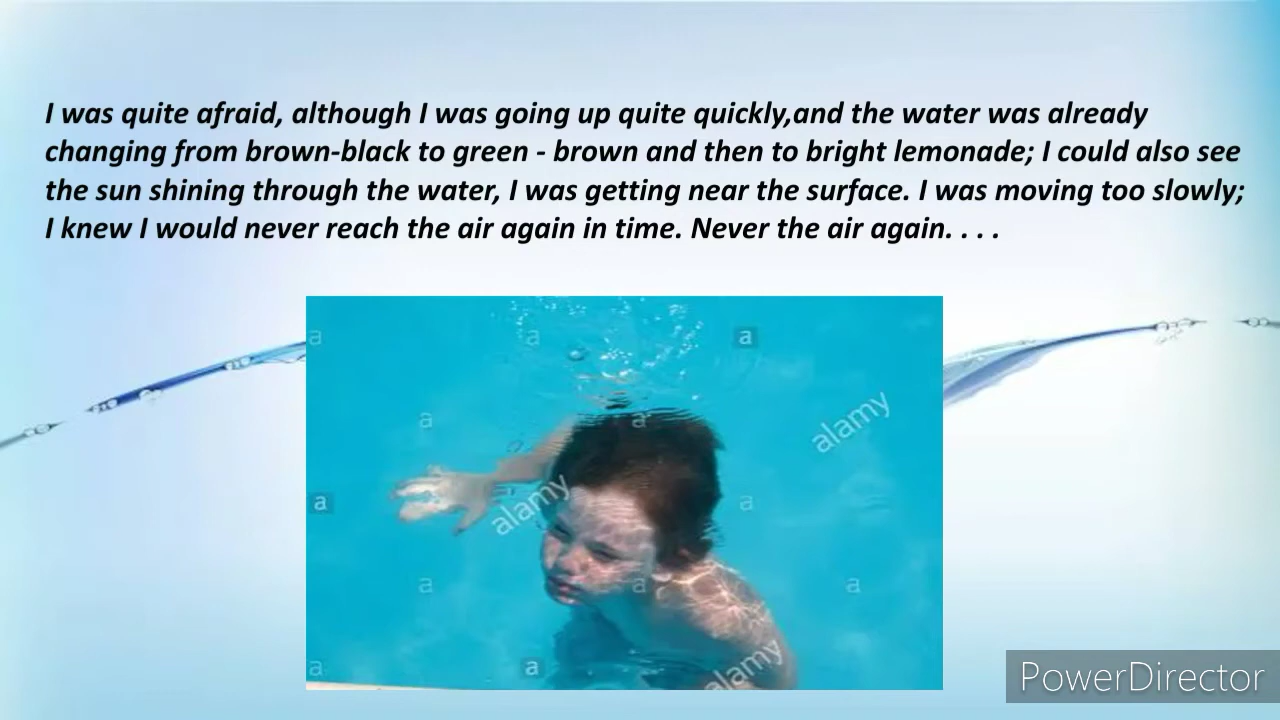 I was quite afraid, although I was going up quite quickly,and the water was already
changing from brown-black to green - brown and then to bright lemonade; I could also see
the sun shining through the water, I was getting near the surface. I was moving too slowly;
I knew I would never reach the air again in time. Never the air again. . . .
a a a
alamy
a a
alamy
a a
a a a
a a
alamy
PowerDirector